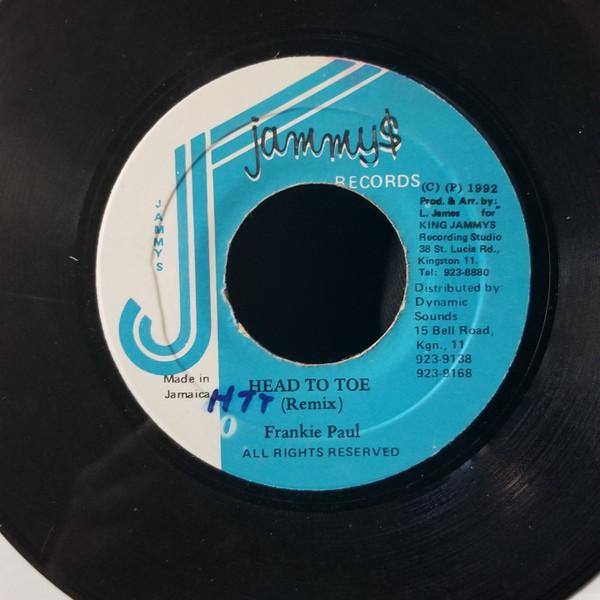 jammy$
RECORDS
JAMMYS
(C) (P) 1992
Prod. & Arr. by:
L. James for
KING JAMMYS
Recording Studio
38 St. Lucia Rd.,
Kingston 11.
Tel: 923-8880
Distributed by:
Dynamic
Sounds
15 Bell Road,
Kgn., 11
923-9138
923-9168
Made in
Jamaica
HTT
HEAD TO TOE
(Remix)
Frankie Paul
ALL RIGHTS RESERVED